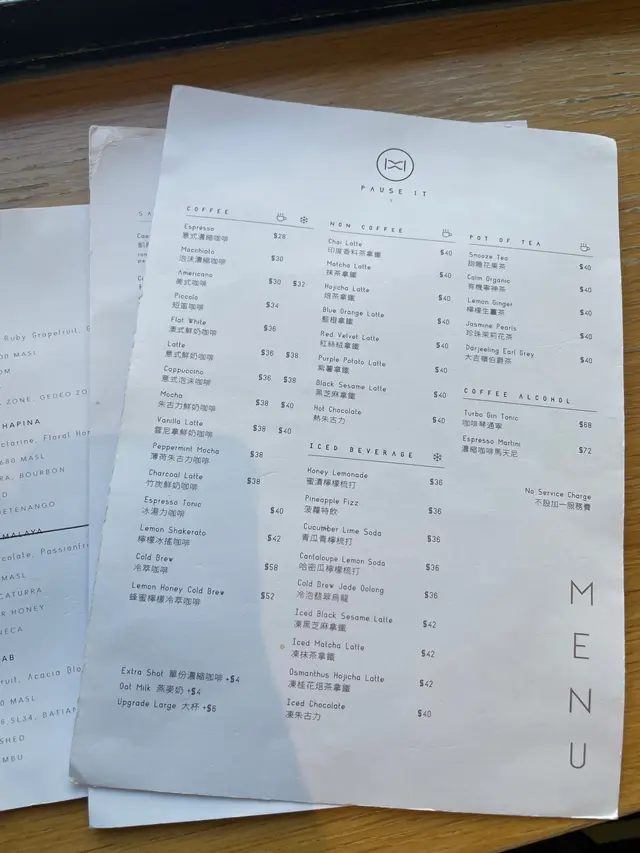 PAUSE IT
COFFEE
Espresso $28
意式濃縮咖啡
Macchiato $30
泡沫濃縮咖啡
Americano $30 $32
美式咖啡
Piccolo $34
短笛咖啡
Flat White $36
澳式鮮奶咖啡
Latte $36 $38
意式鮮奶咖啡
Cappuccino $36 $38
意式泡沫咖啡
Mocha $38 $40
朱古力鮮奶咖啡
Vanilla Latte $38 $40
雲尼拿鮮奶咖啡
Peppermint Mocha $38
薄荷朱古力咖啡
Charcoal Latte $38
竹炭鮮奶咖啡
Espresso Tonic $40
冰湯力咖啡
Lemon Shakerato $42
檸檬冰搖咖啡
Cold Brew $58
冷萃咖啡
Lemon Honey Cold Brew $52
蜂蜜檸檬冷萃咖啡
Extra Shot 單份濃縮咖啡 +$4
Oat Milk 燕麥奶 +$4
Upgrade Large 大杯 +$6
NON COFFEE
Chai Latte $40
印度香料茶拿鐵
Matcha Latte $40
抹茶拿鐵
Hojicha Latte $40
焙茶拿鐵
Blue Orange Latte $40
藍橙拿鐵
Red Velvet Latte $40
紅絲絨拿鐵
Purple Potato Latte $40
紫薯拿鐵
Black Sesame Latte $40
黑芝麻拿鐵
Hot Chocolate $40
熱朱古力
ICED BEVERAGE
Honey Lemonade $36
蜜漬檸檬梳打
Pineapple Fizz $36
菠蘿特飲
Cucumber Lime Soda $36
青瓜青檸梳打
Cantaloupe Lemon Soda $36
哈密瓜檸檬梳打
Cold Brew Jade Oolong $36
冷泡翡翠烏龍
Iced Black Sesame Latte $42
凍黑芝麻拿鐵
Iced Matcha Latte $42
凍抹茶拿鐵
Osmanthus Hojicha Latte $42
凍桂花焙茶拿鐵
Iced Chocolate $40
凍朱古力
POT OF TEA
Snooze Tea $40
甜睡花果茶
Calm Organic $40
有機寧神茶
Lemon Ginger $40
檸檬生薑茶
Jasmine Pearls $40
珍珠茉莉花茶
Darjeeling Earl Grey $40
大吉嶺伯爵茶
COFFEE ALCOHOL
Turbo Gin Tonic $68
咖啡琴通寧
Espresso Martini $72
濃縮咖啡馬天尼
No Service Charge
不設加一服務費
MENU
Ruby Grapefruit,
MASL
ZONE, GEDEO ZO
HAPINA
ctarine, Floral Hon
680 MASL
RA, BOURBON
ETENANGO
MALAYA
colate, Passionfr
MASL
CATURRA
HONEY
NECA
AB
ruit, Acacia Blo
MASL
SL34, BATIAN
SHED
AMBU